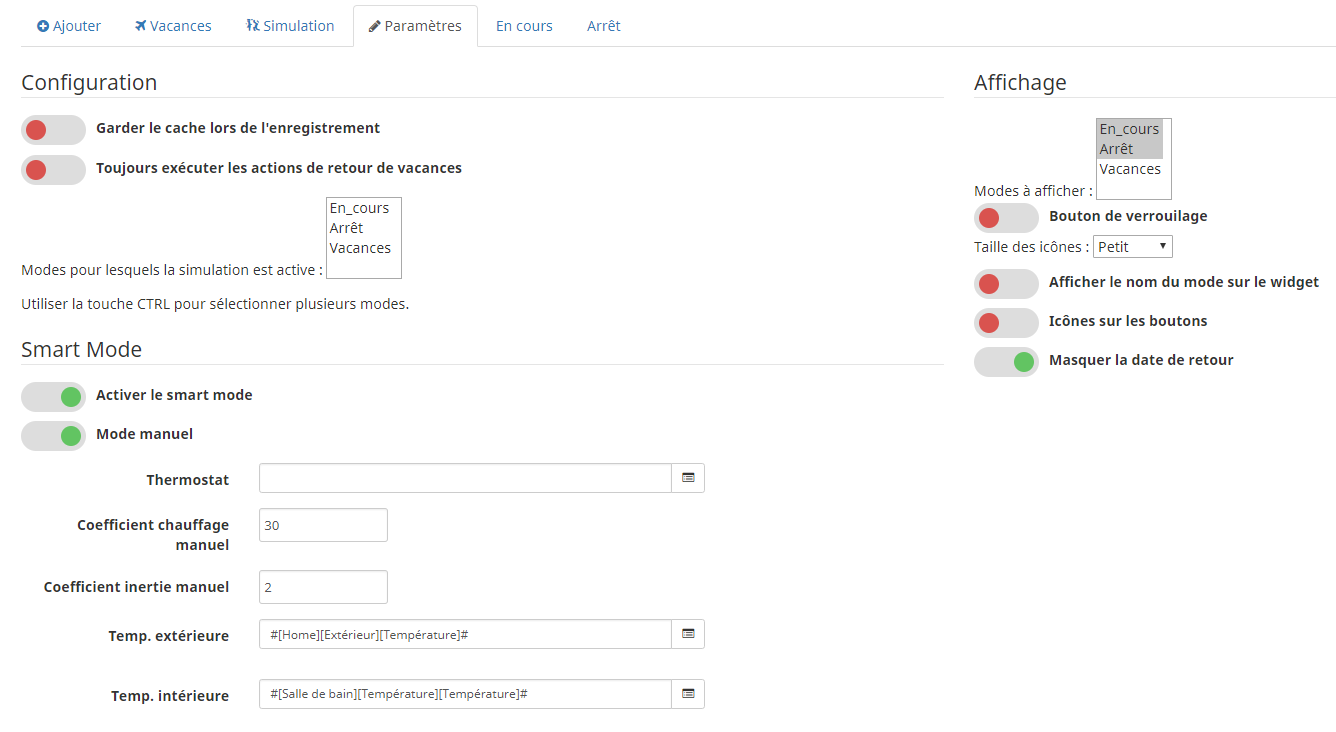 Ajouter Vacances Simulation Paramètres En cours Arrêt
Configuration
Garder le cache lors de l'enregistrement
Toujours exécuter les actions de retour de vacances
En_cours
Arrêt
Vacances
Modes pour lesquels la simulation est active :
Utiliser la touche CTRL pour sélectionner plusieurs modes.
Smart Mode
Activer le smart mode
Mode manuel
Thermostat
Coefficient chauffage
manuel
30
Coefficient inertie manuel
2
Temp. extérieure
#[Home][Extérieur][Température]#
Temp. intérieure
#[Salle de bain][Température][Température]#
Affichage
En_cours
Arrêt
Vacances
Modes à afficher :
Bouton de verrouilage
Taille des icônes : Petit
Afficher le nom du mode sur le widget
Icônes sur les boutons
Masquer la date de retour